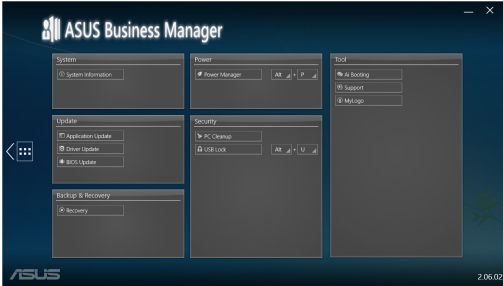 ASUS Business Manager
System
System Information
Power
Power Manager Alt + P
Tool
Ai Booting
Support
MyLogo
Update
Application Update
Driver Update
BIOS Update
Security
PC Cleanup
USB Lock Alt + U
Backup & Recovery
Recovery
ASUS
2.06.02